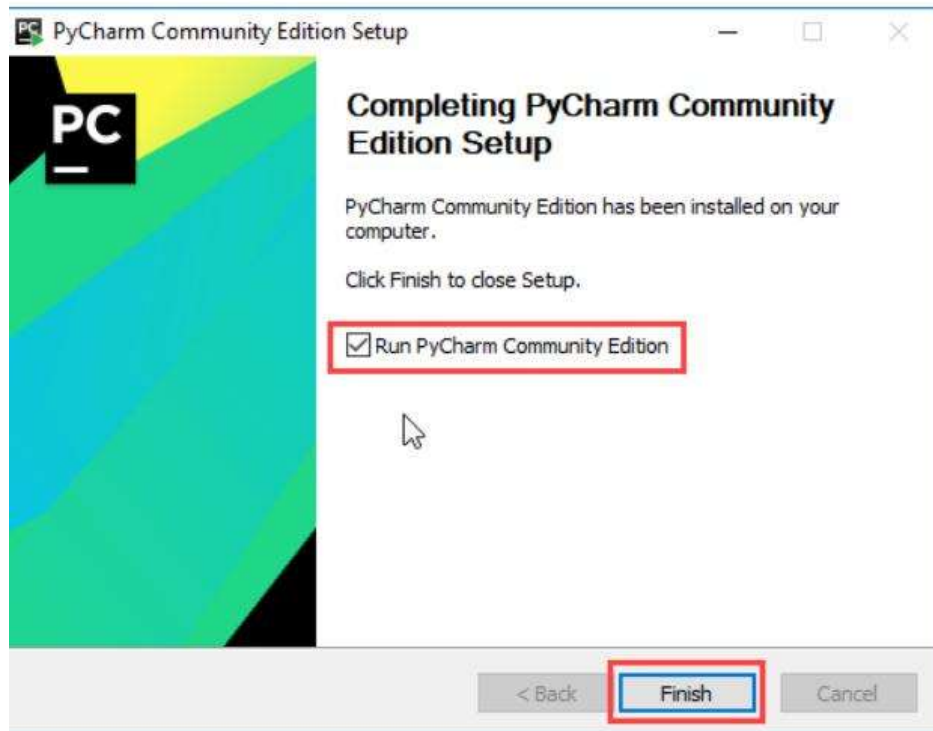 PyCharm Community Edition Setup
PC
Completing PyCharm Community
Edition Setup
PyCharm Community Edition has been installed on your
computer.
Click Finish to close Setup.
Run PyCharm Community Edition
< Back Finish Cancel